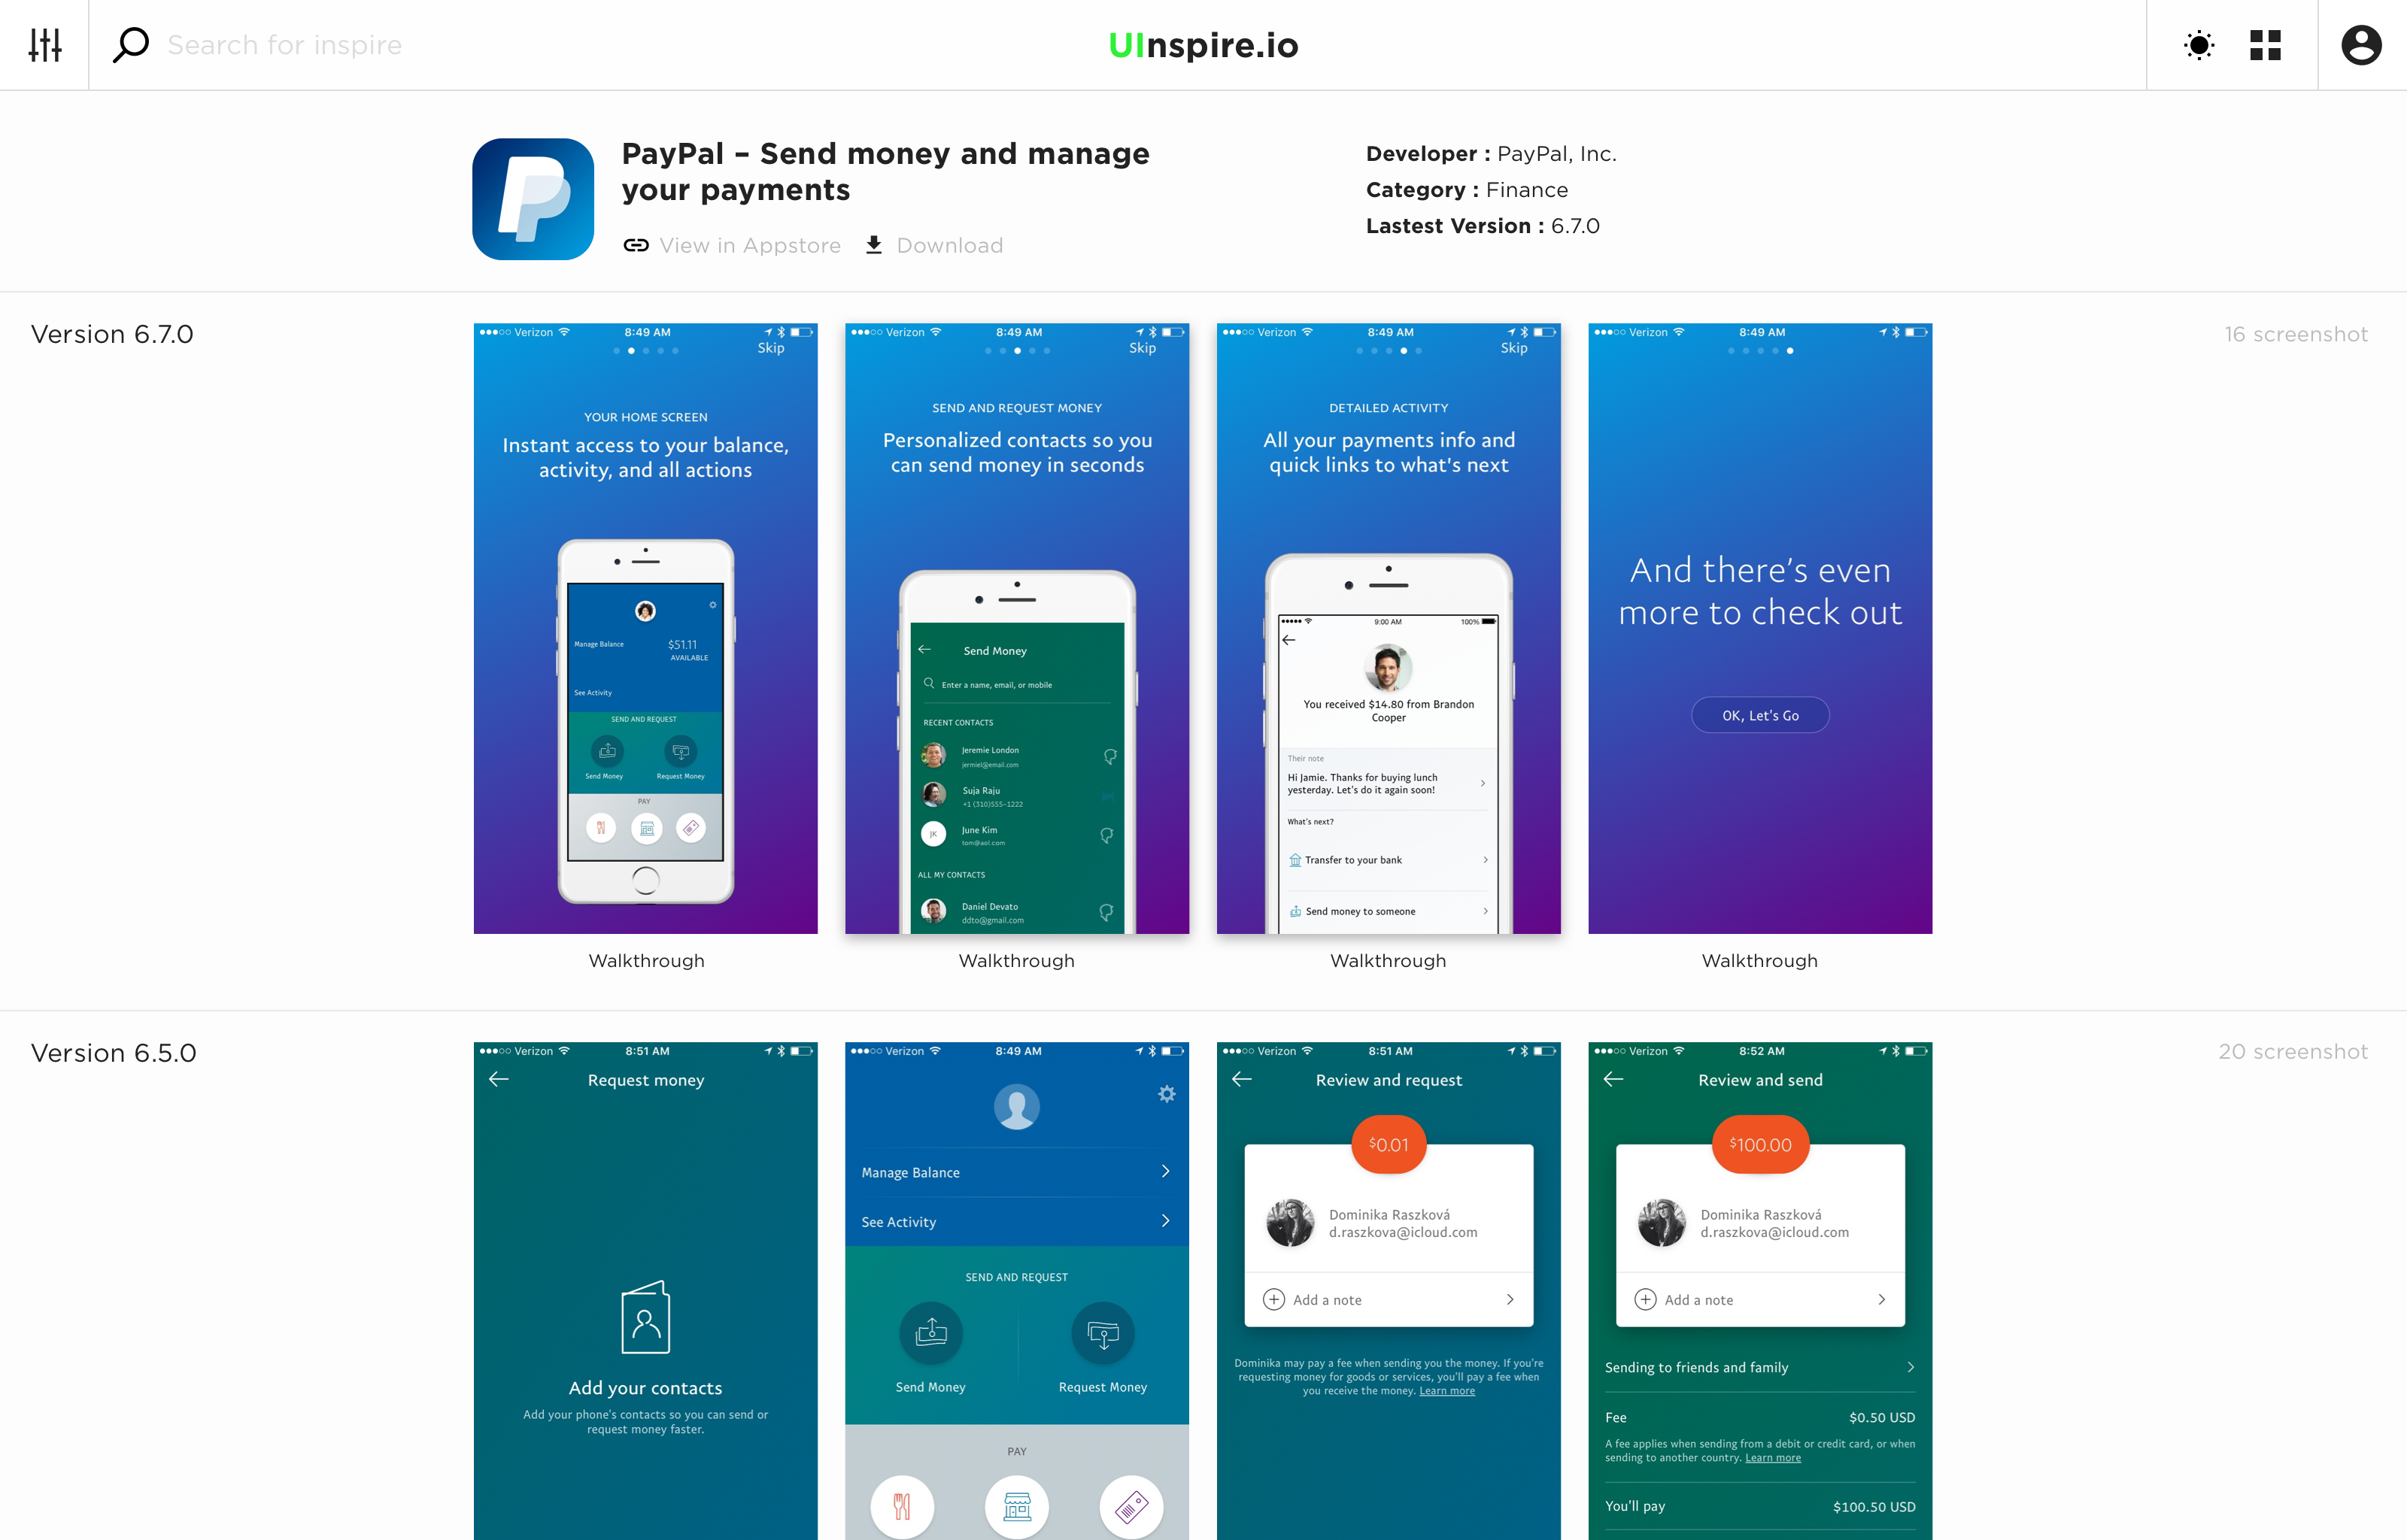 Search for inspire
UInspire.io
PayPal – Send money and manage
your payments
View in Appstore
Download
Developer : PayPal, Inc.
Category : Finance
Lastest Version : 6.7.0
Version 6.7.0
16 screenshot
Verizon
8:49 AM
Skip
YOUR HOME SCREEN
Instant access to your balance,
activity, and all actions
Manage Balance
$51.11
AVAILABLE
See Activity
SEND AND REQUEST
Send Money
Request Money
PAY
Walkthrough
Verizon
8:49 AM
Skip
SEND AND REQUEST MONEY
Personalized contacts so you
can send money in seconds
Send Money
Enter a name, email, or mobile
RECENT CONTACTS
Jeremie London
jermiel@email.com
Suja Raju
+1 (310)555-1222
JK
June Kim
tom@aol.com
ALL MY CONTACTS
Daniel Devato
ddto@gmail.com
Walkthrough
Verizon
8:49 AM
Skip
DETAILED ACTIVITY
All your payments info and
quick links to what's next
9:00 AM
100%
You received $14.80 from Brandon
Cooper
Their note
Hi Jamie. Thanks for buying lunch
yesterday. Let's do it again soon!
What's next?
Transfer to your bank
Send money to someone
Walkthrough
Verizon
8:49 AM
And there's even
more to check out
OK, Let's Go
Walkthrough
Version 6.5.0
20 screenshot
Verizon
8:51 AM
Request money
Add your contacts
Add your phone's contacts so you can send or
request money faster.
Verizon
8:49 AM
Manage Balance
See Activity
SEND AND REQUEST
Send Money
Request Money
PAY
Verizon
8:51 AM
Review and request
$0.01
Dominika Raszková
d.raszkova@icloud.com
Add a note
Dominika may pay a fee when sending you the money. If you're
requesting money for goods or services, you'll pay a fee when
you receive the money. Learn more
Verizon
8:52 AM
Review and send
$100.00
Dominika Raszková
d.raszkova@icloud.com
Add a note
Sending to friends and family
Fee
$0.50 USD
A fee applies when sending from a debit or credit card, or when
sending to another country. Learn more
You'll pay
$100.50 USD